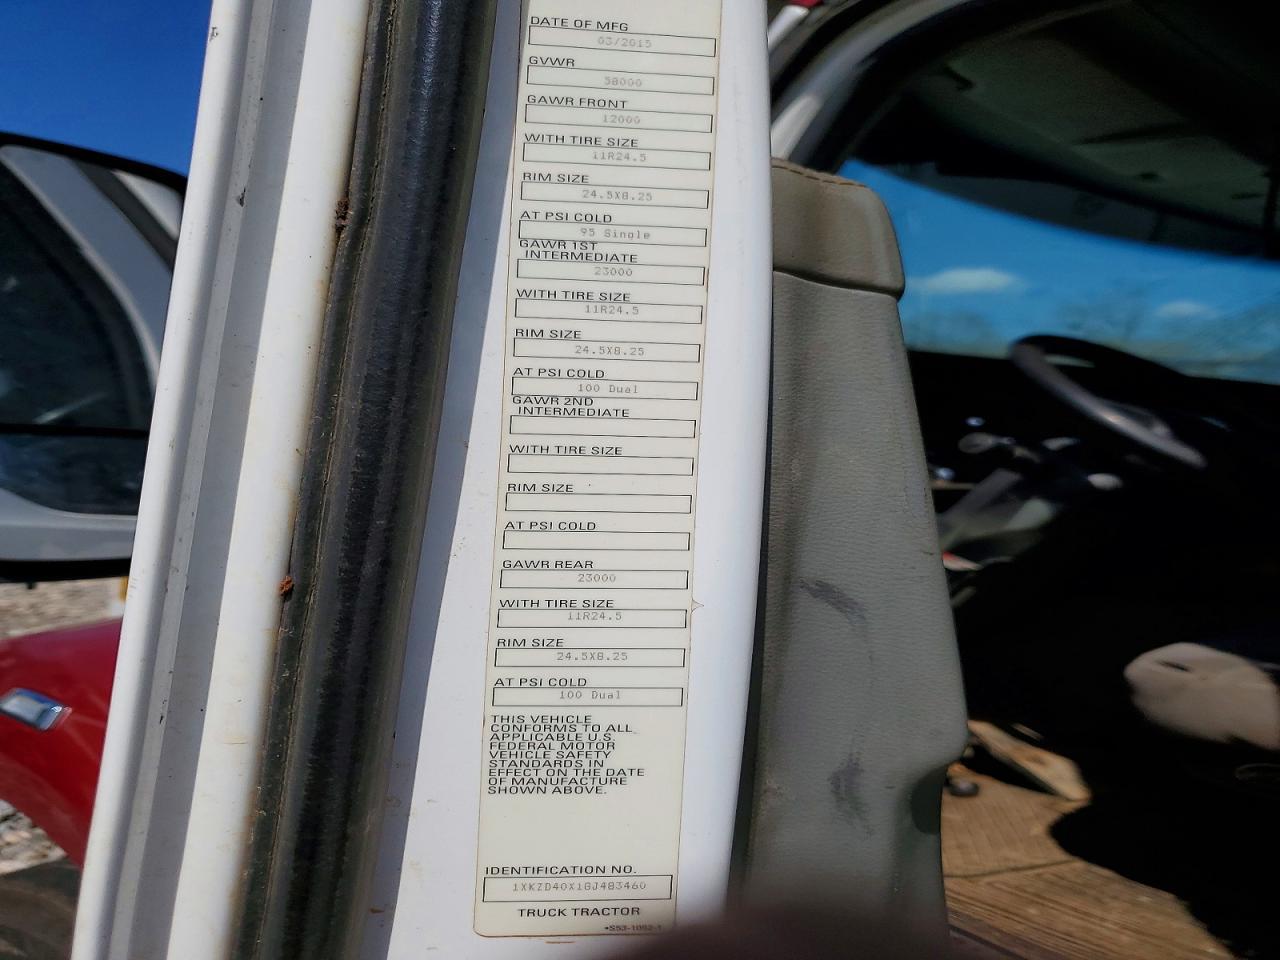 DATE OF MFG
03/2015
GVWR
58000
GAWR FRONT
12000
WITH TIRE SIZE
11R24.5
RIM SIZE
24.5X8.25
AT PSI COLD
95 Single
GAWR 1ST
INTERMEDIATE
23000
WITH TIRE SIZE
11R24.5
RIM SIZE
24.5X8.25
AT PSI COLD
100 Dual
GAWR 2ND
INTERMEDIATE
WITH TIRE SIZE
RIM SIZE
AT PSI COLD
GAWR REAR
23000
WITH TIRE SIZE
11R24.5
RIM SIZE
24.5X8.25
AT PSI COLD
100 Dual
THIS VEHICLE
CONFORMS TO ALL
APPLICABLE U.S.
FEDERAL MOTOR
VEHICLE SAFETY
STANDARDS IN
EFFECT ON THE DATE
OF MANUFACTURE
SHOWN ABOVE.
IDENTIFICATION NO.
1XKZD40X1GJ483460
TRUCK TRACTOR